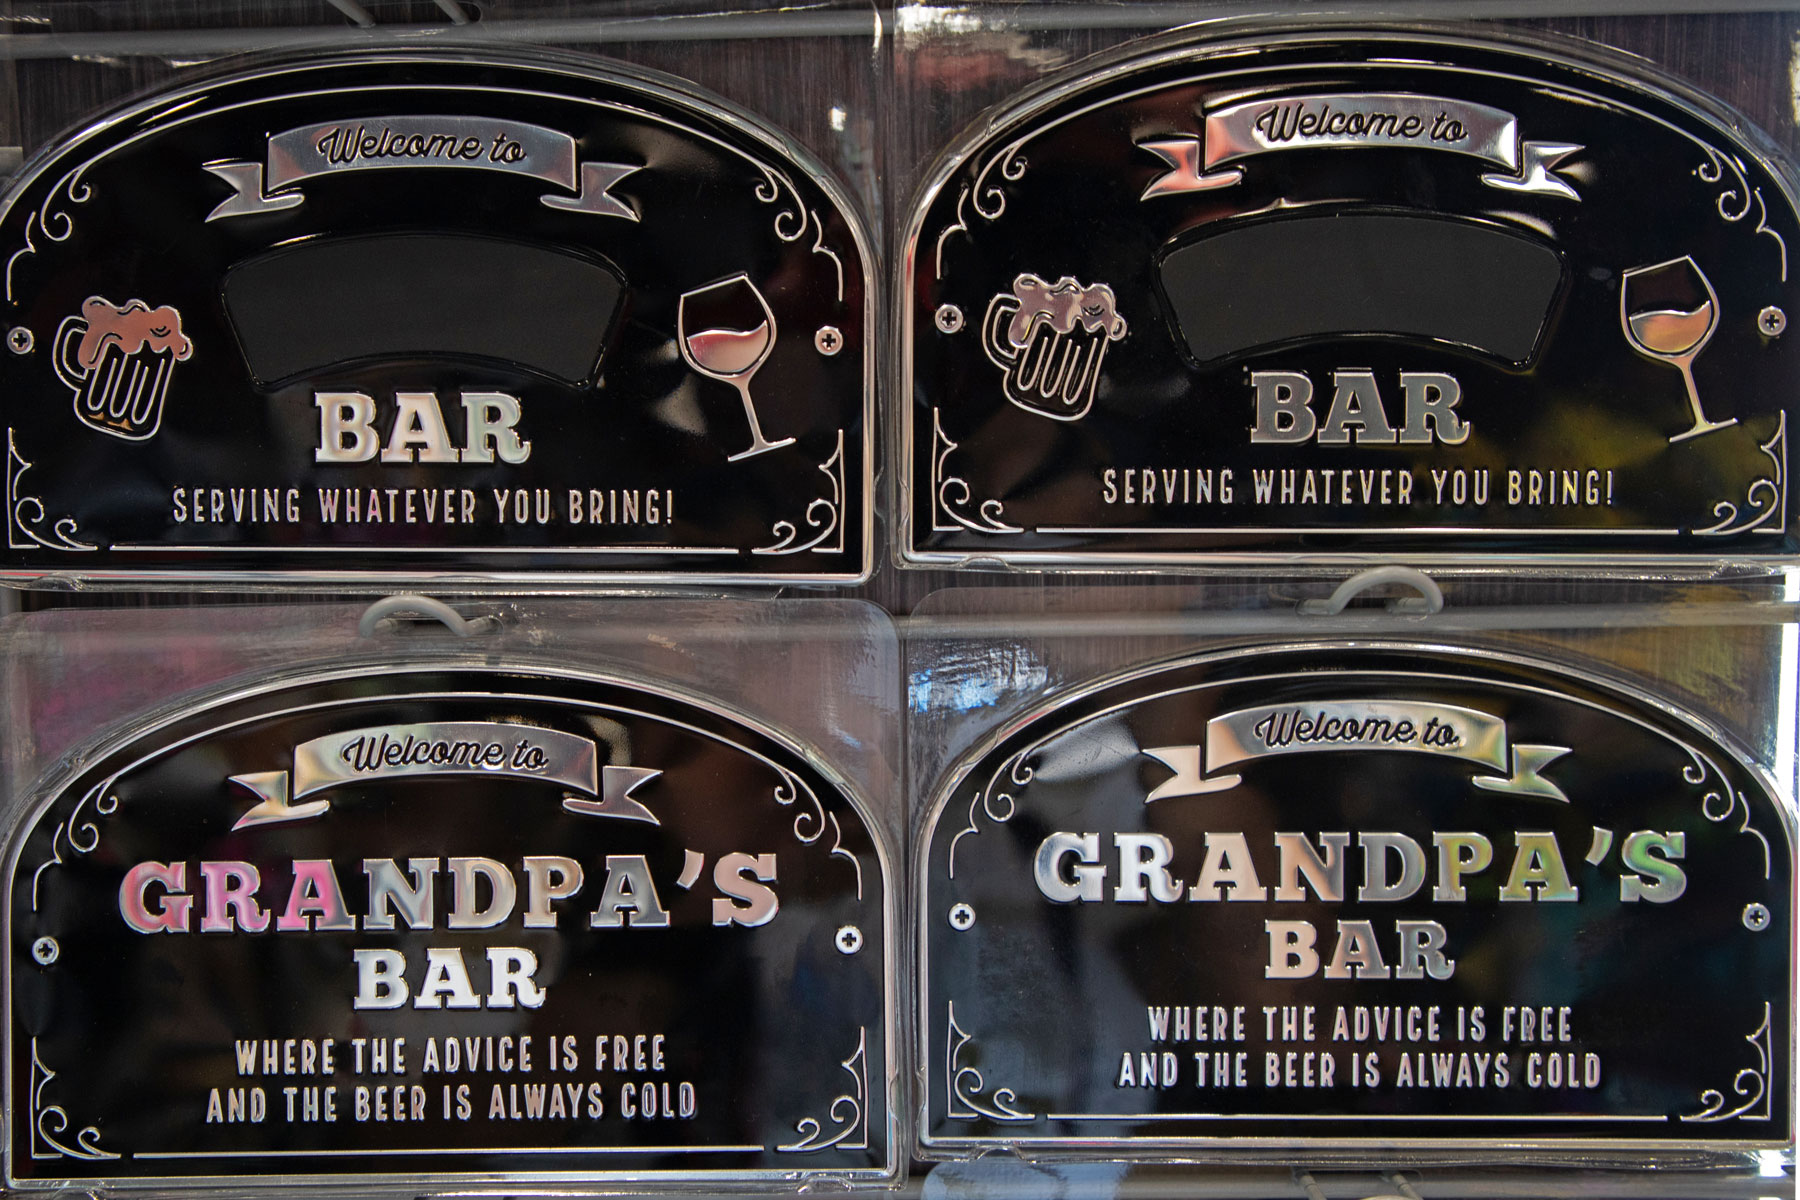 Welcome to
BAR
SERVING WHATEVER YOU BRING!
Welcome to
BAR
SERVING WHATEVER YOU BRING!
Welcome to
GRANDPA'S
BAR
WHERE THE ADVICE IS FREE
AND THE BEER IS ALWAYS COLD
Welcome to
GRANDPA'S
BAR
WHERE THE ADVICE IS FREE
AND THE BEER IS ALWAYS COLD